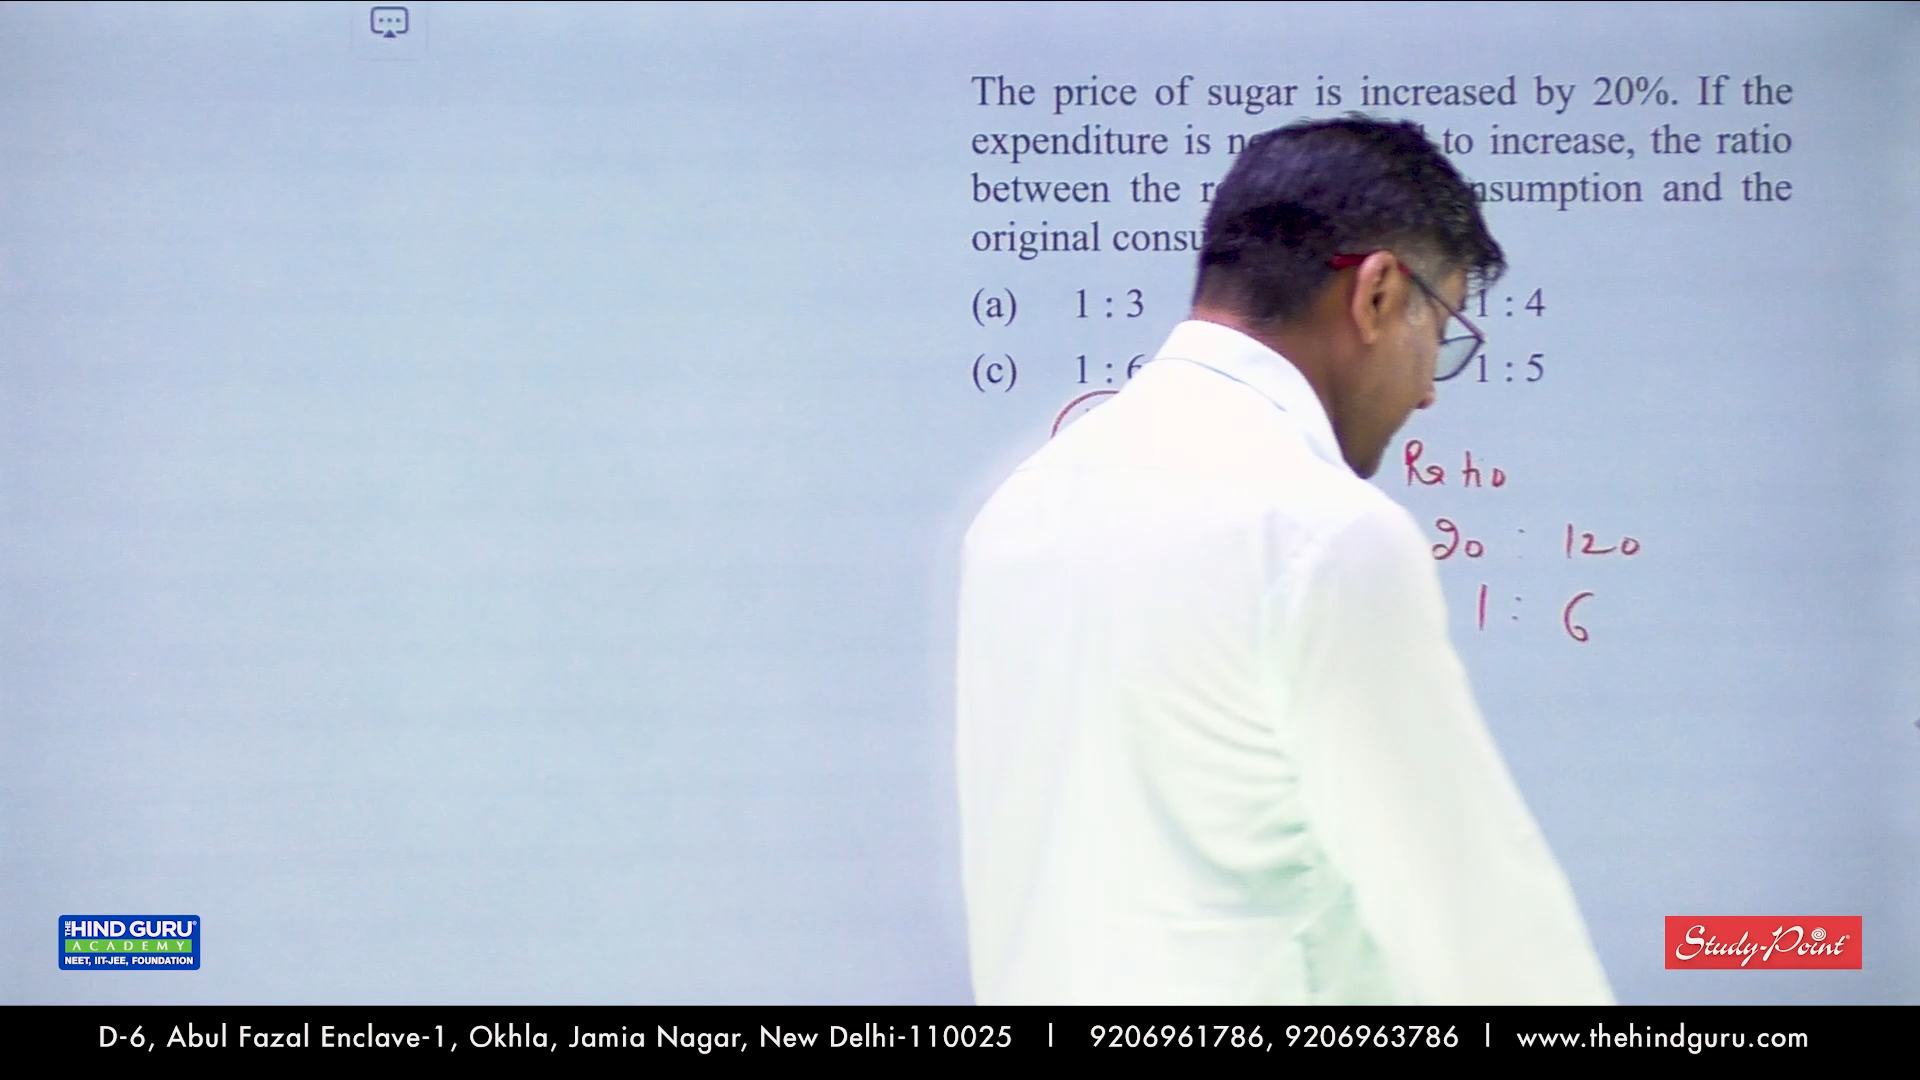 The price of sugar is increased by 20%. If the
expenditure is to increase, the ratio
between the and the
original
(a) 1 : 3 1 : 4
(c) 1 : 6 1 : 5
Ratio
20 : 120
1 : 6
THE HIND GURU
ACADEMY
NEET, IIT-JEE, FOUNDATION
Study-Point
D-6, Abul Fazal Enclave-1, Okhla, Jamia Nagar, New Delhi-110025 | 9206961786, 9206963786 | www.thehindguru.com